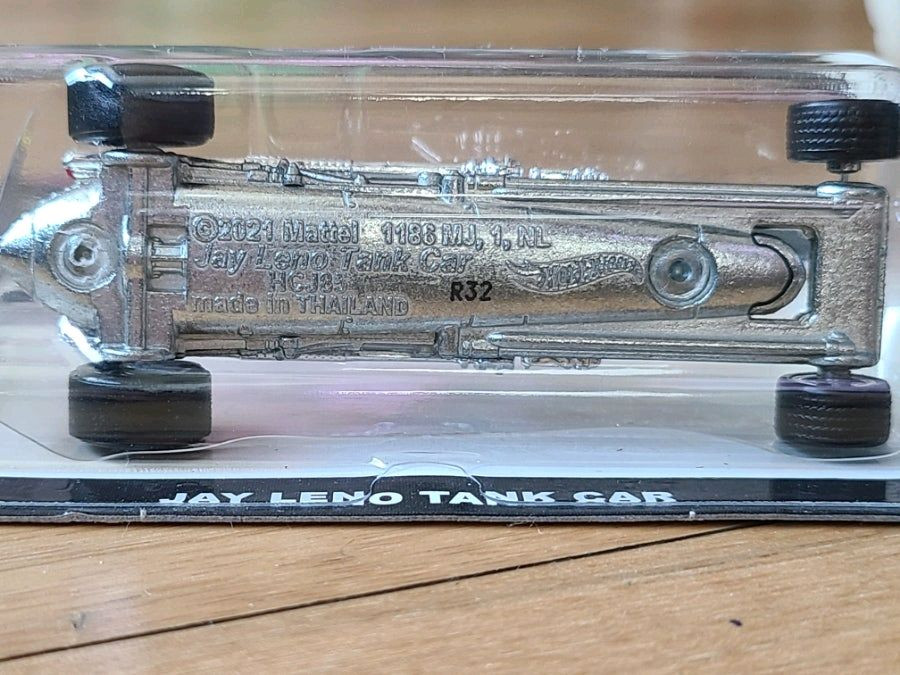 ©2021 Mattel 1186 MJ, 1, NL
Jay Leno Tank Car
HCJ85
made in THAILAND
R32
HOT WHEELS
JAY LENO TANK CAR